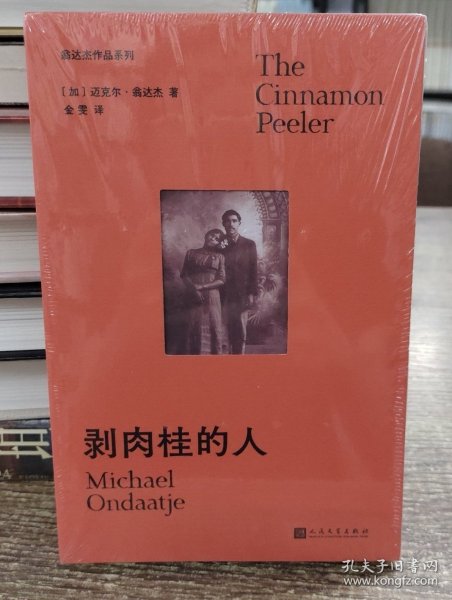 翁达杰作品系列
The
Cinnamon
Peeler
[加] 迈克尔·翁达杰 著
金雯 译
剥肉桂的人
Michael
Ondaatje
人民文学出版社
孔夫子旧书网
www.kongfz.com